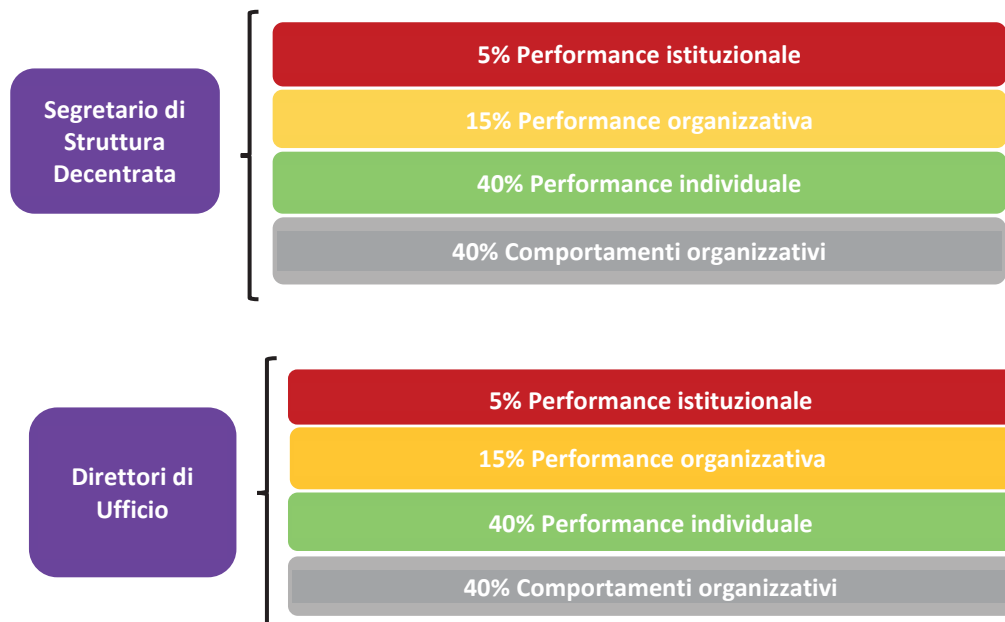 Segretario di
Struttura
Decentrata
5% Performance istituzionale
15% Performance organizzativa
40% Performance individuale
40% Comportamenti organizzativi
Direttori di
Ufficio
5% Performance istituzionale
15% Performance organizzativa
40% Performance individuale
40% Comportamenti organizzativi